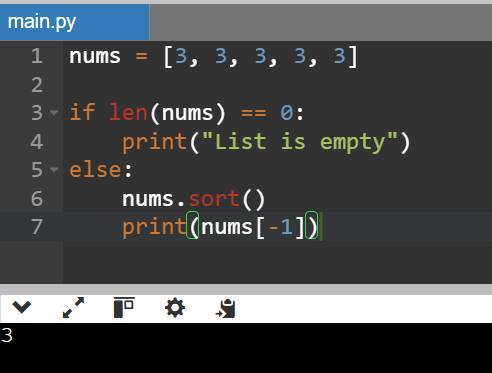 main.py
1 nums = [3, 3, 3, 3, 3]
2
3 if len(nums) == 0:
4     print("List is empty")
5 else:
6     nums.sort()
7     print(nums[-1])
3